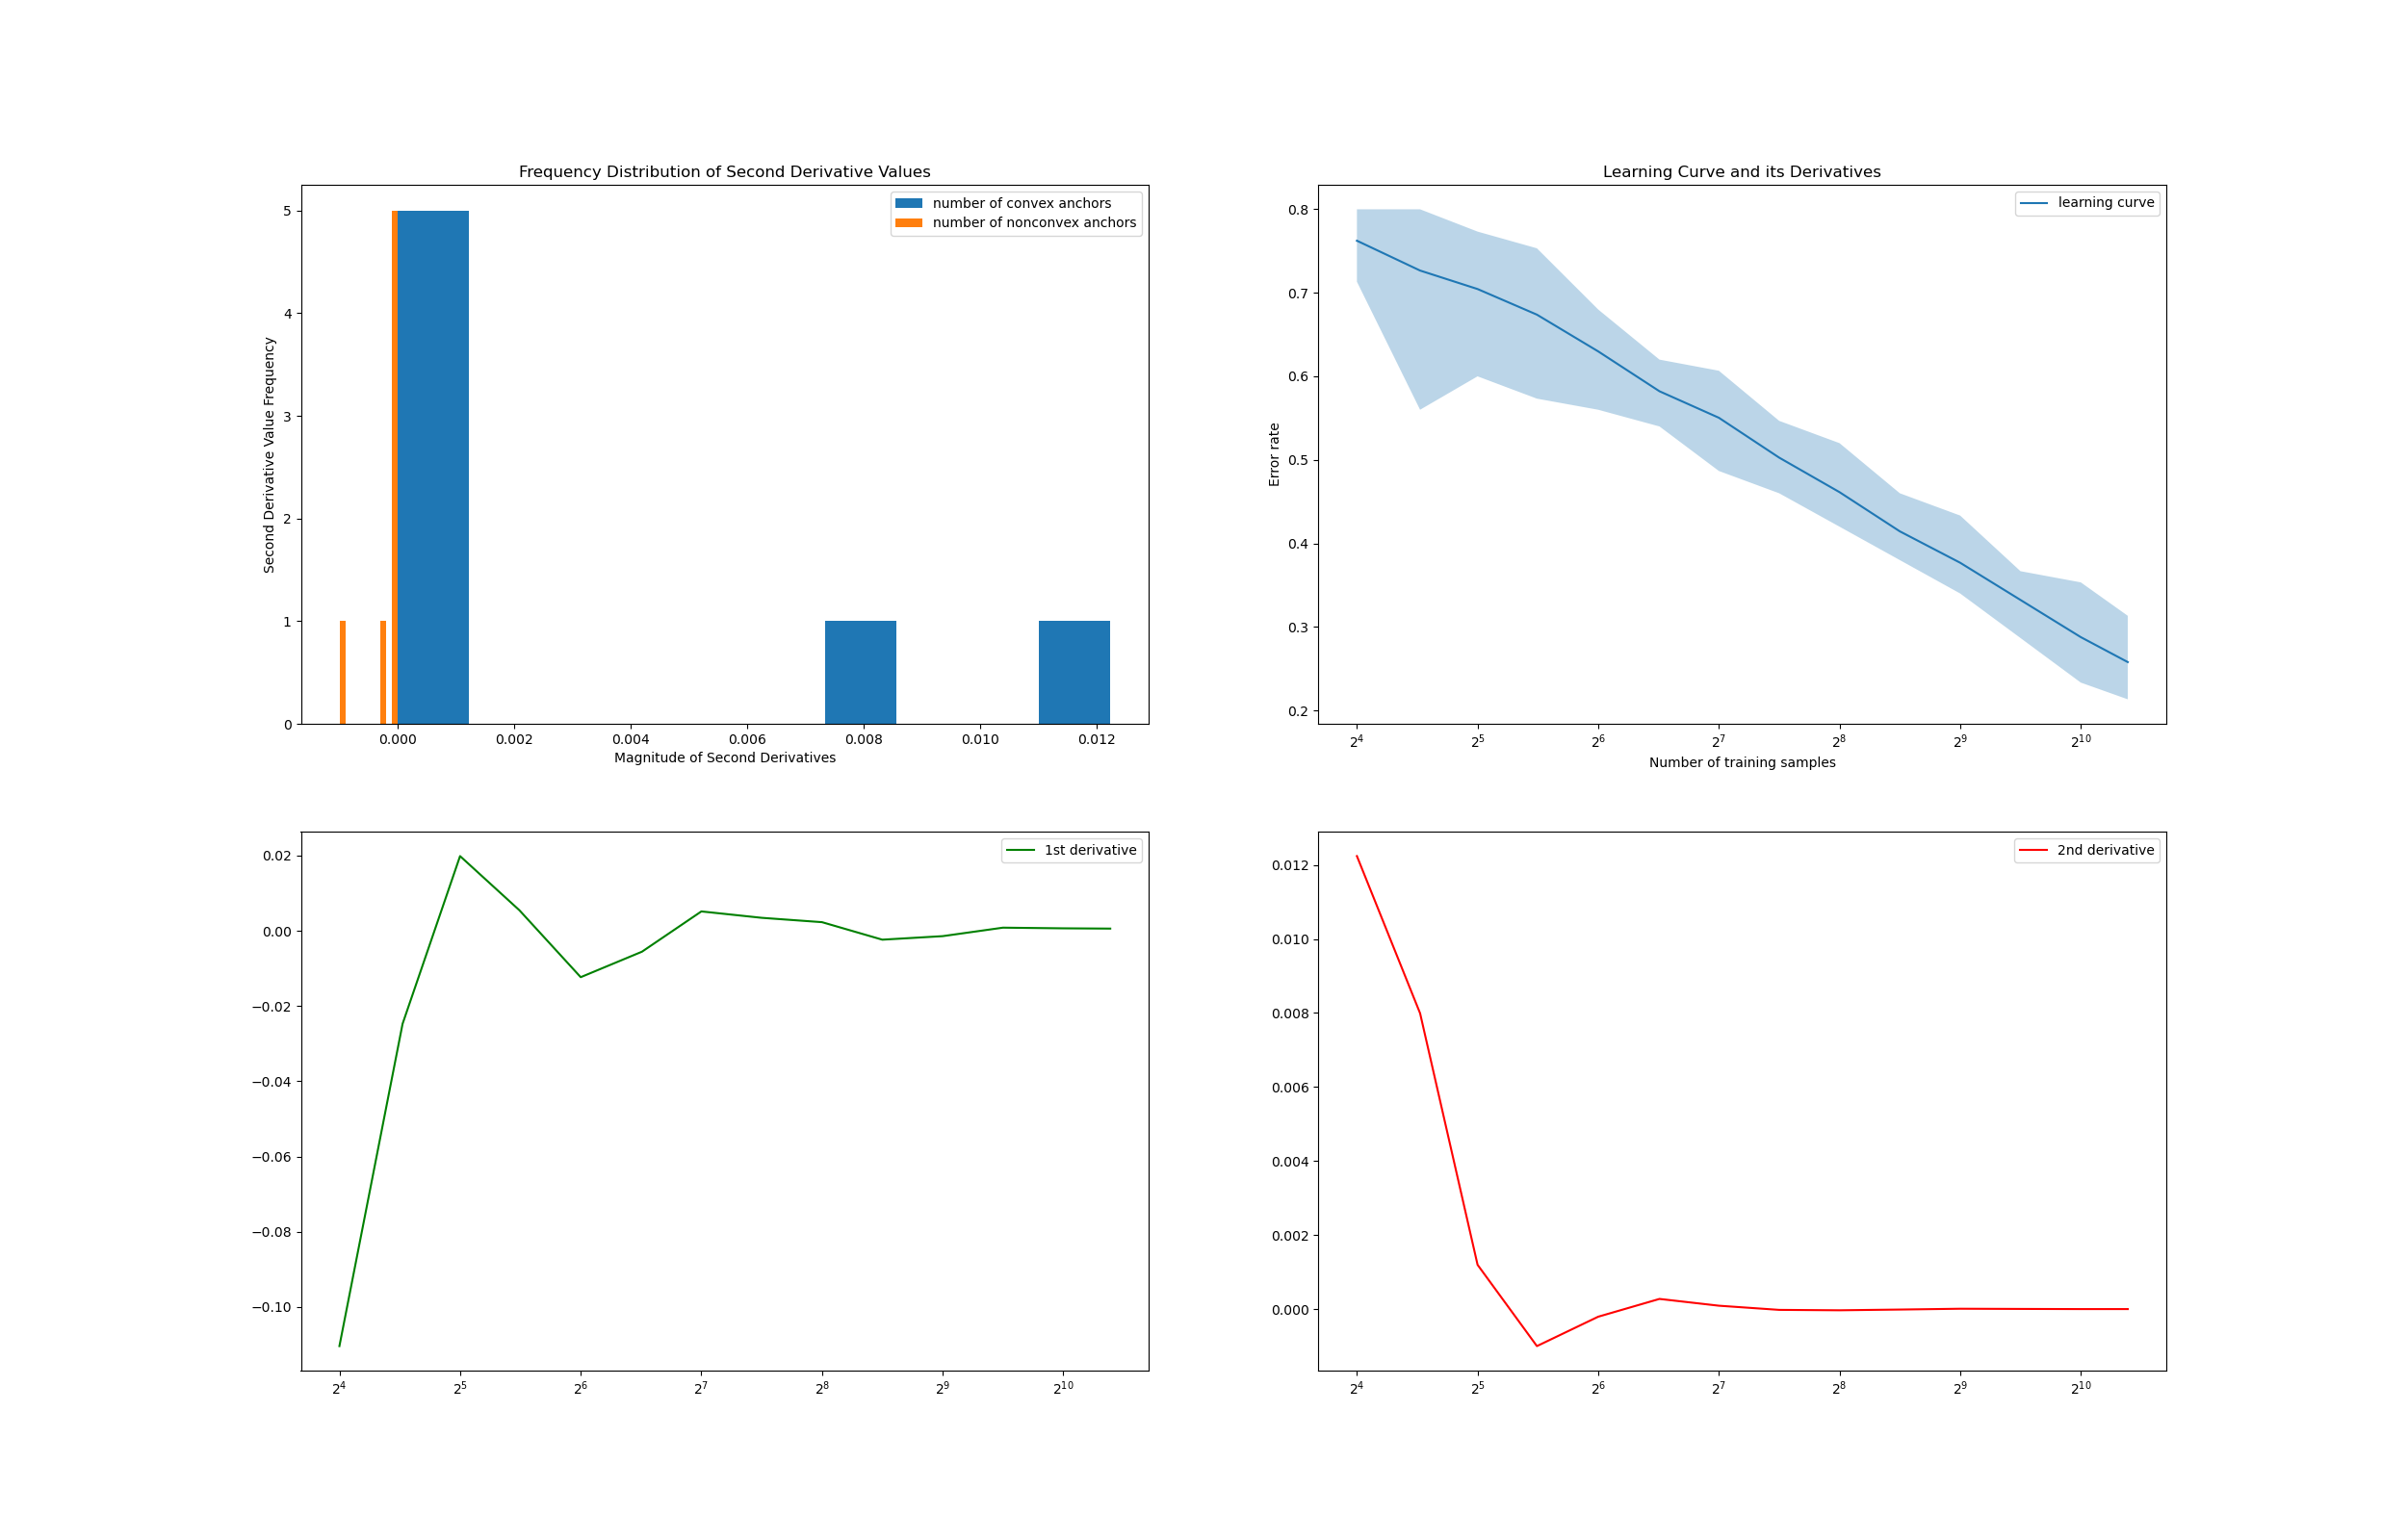 Frequency Distribution of Second Derivative Values
number of convex anchors
number of nonconvex anchors
5
4
3
2
1
0
Second Derivative Value Frequency
0.000 0.002 0.004 0.006 0.008 0.010 0.012
Magnitude of Second Derivatives
Learning Curve and its Derivatives
learning curve
0.8
0.7
0.6
0.5
0.4
0.3
0.2
Error rate
2⁴ 2⁵ 2⁶ 2⁷ 2⁸ 2⁹ 2¹⁰
Number of training samples
1st derivative
0.02
0.00
−0.02
−0.04
−0.06
−0.08
−0.10
2⁴ 2⁵ 2⁶ 2⁷ 2⁸ 2⁹ 2¹⁰
2nd derivative
0.012
0.010
0.008
0.006
0.004
0.002
0.000
2⁴ 2⁵ 2⁶ 2⁷ 2⁸ 2⁹ 2¹⁰